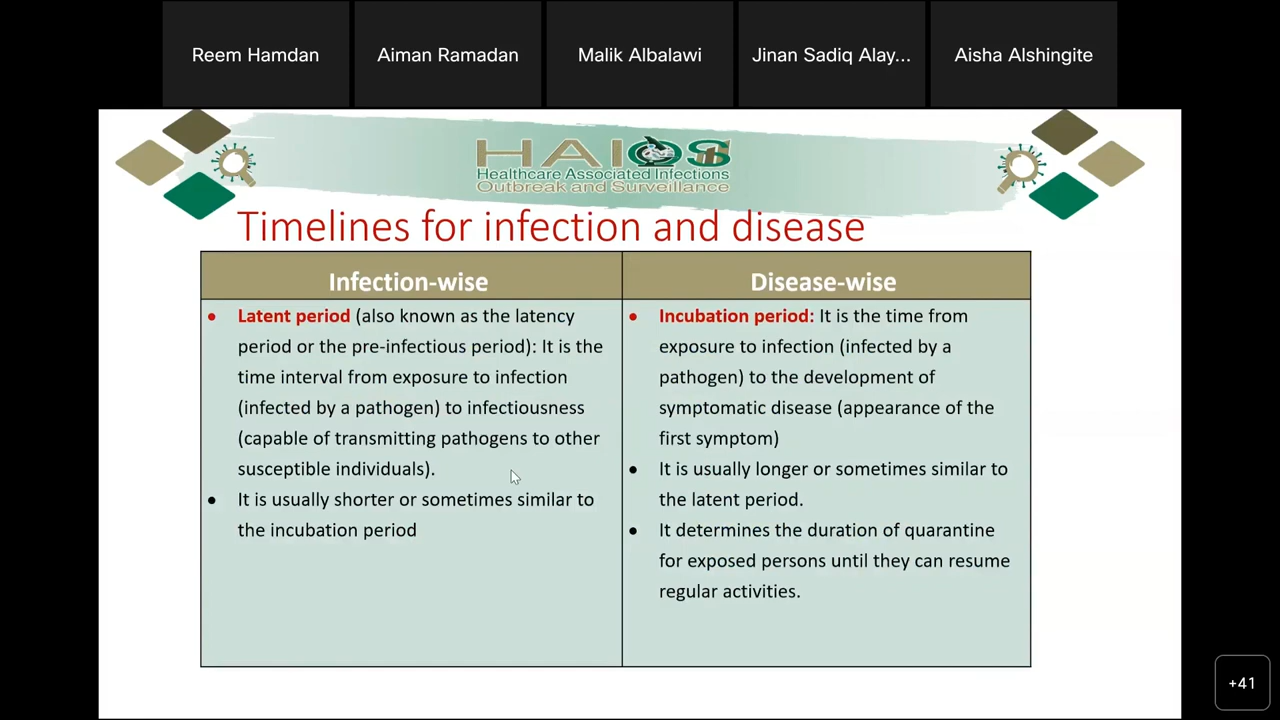 Reem Hamdan
Aiman Ramadan
Malik Albalawi
Jinan Sadiq Alay...
Aisha Alshingite
HAIOS
Healthcare Associated Infections
Outbreak and Surveillance
Timelines for infection and disease
Infection-wise
• Latent period (also known as the latency
period or the pre-infectious period): It is the
time interval from exposure to infection
(infected by a pathogen) to infectiousness
(capable of transmitting pathogens to other
susceptible individuals).
• It is usually shorter or sometimes similar to
the incubation period
Disease-wise
• Incubation period: It is the time from
exposure to infection (infected by a
pathogen) to the development of
symptomatic disease (appearance of the
first symptom)
• It is usually longer or sometimes similar to
the latent period.
• It determines the duration of quarantine
for exposed persons until they can resume
regular activities.
+41